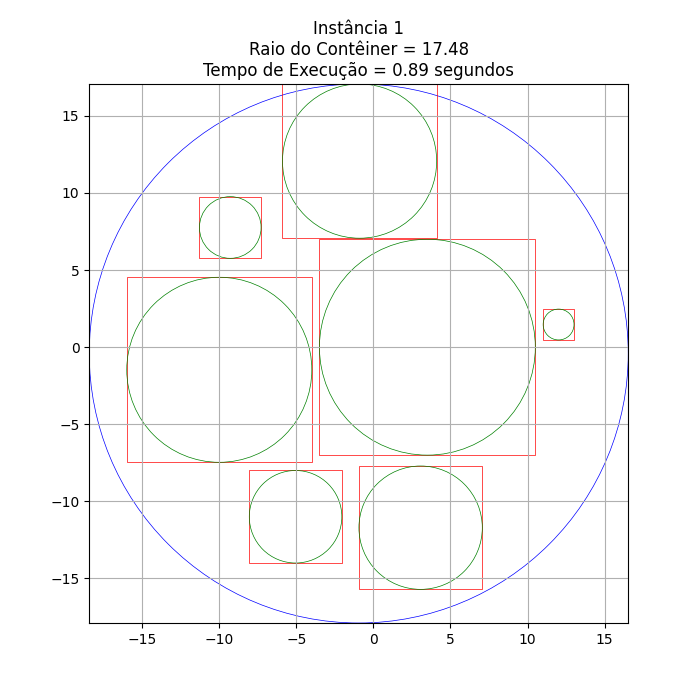 Instância 1
Raio do Contêiner = 17.48
Tempo de Execução = 0.89 segundos
15
10
5
0
−5
−10
−15
−15 −10 −5 0 5 10 15